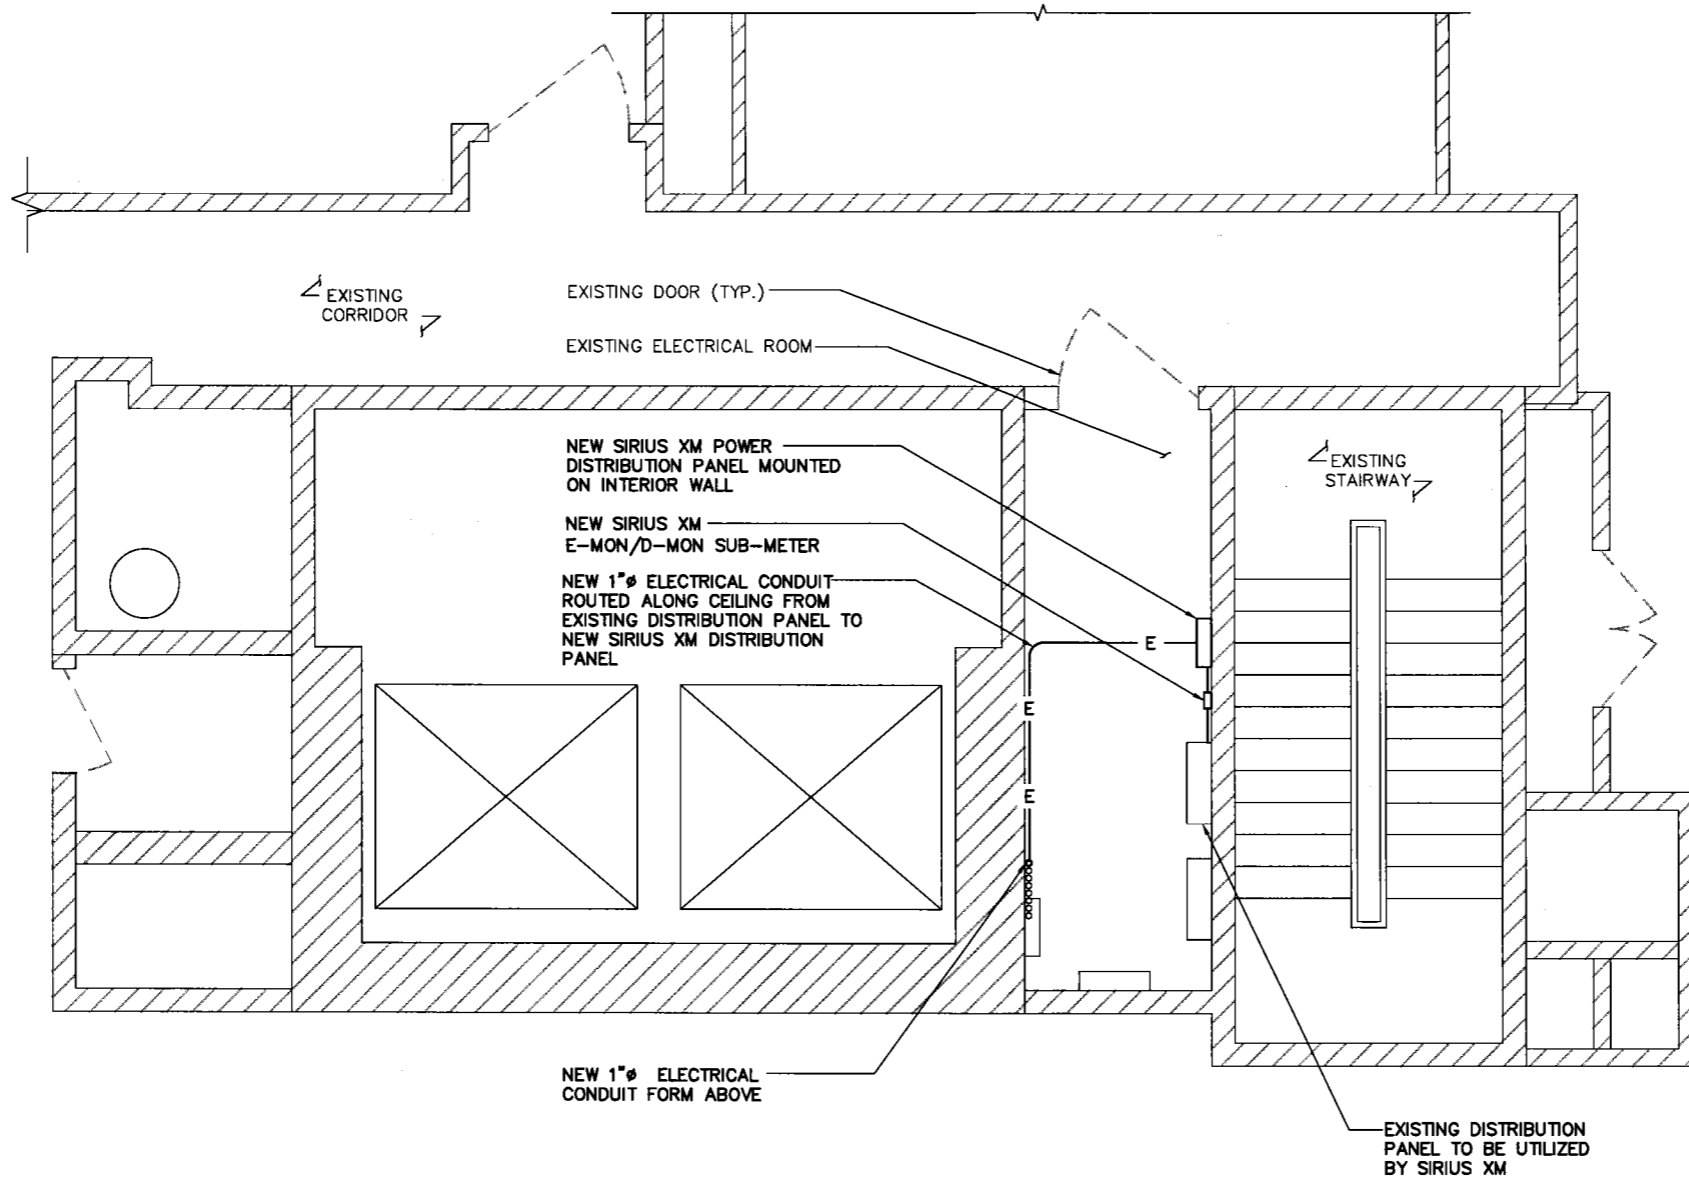 EXISTING
CORRIDOR
EXISTING DOOR (TYP.)
EXISTING ELECTRICAL ROOM
NEW SIRIUS XM POWER
DISTRIBUTION PANEL MOUNTED
ON INTERIOR WALL
EXISTING
STAIRWAY
NEW SIRIUS XM
E-MON/D-MON SUB-METER
NEW 1"ø ELECTRICAL CONDUIT
ROUTED ALONG CEILING FROM
EXISTING DISTRIBUTION PANEL TO
NEW SIRIUS XM DISTRIBUTION
PANEL
E
E
E
NEW 1"ø ELECTRICAL
CONDUIT FORM ABOVE
EXISTING DISTRIBUTION
PANEL TO BE UTILIZED
BY SIRIUS XM